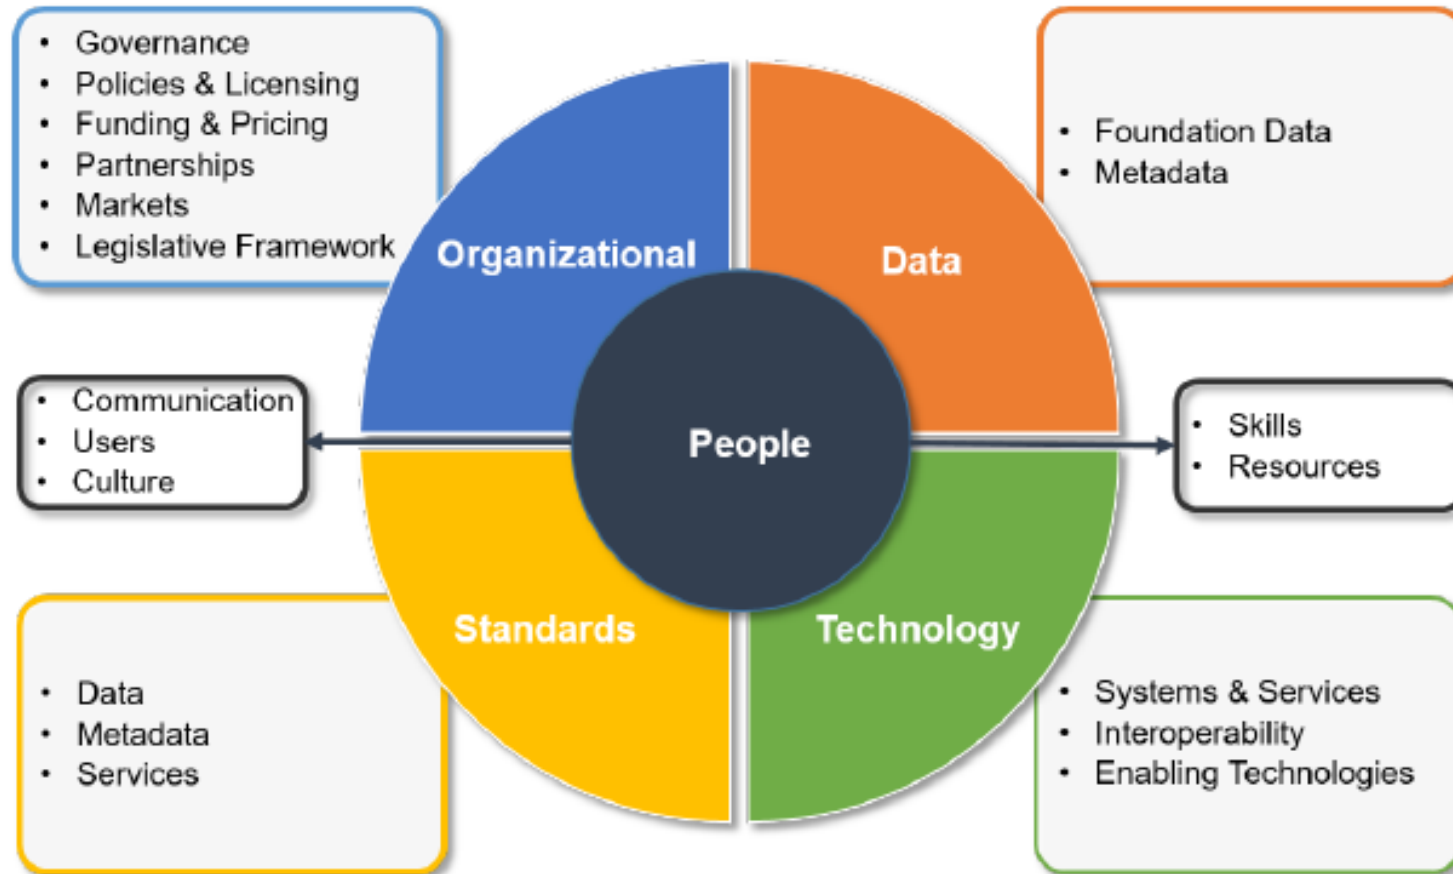 • Governance
• Policies & Licensing
• Funding & Pricing
• Partnerships
• Markets
• Legislative Framework
• Foundation Data
• Metadata
Organizational
Data
• Communication
• Users
• Culture
People
• Skills
• Resources
Standards
Technology
• Data
• Metadata
• Services
• Systems & Services
• Interoperability
• Enabling Technologies